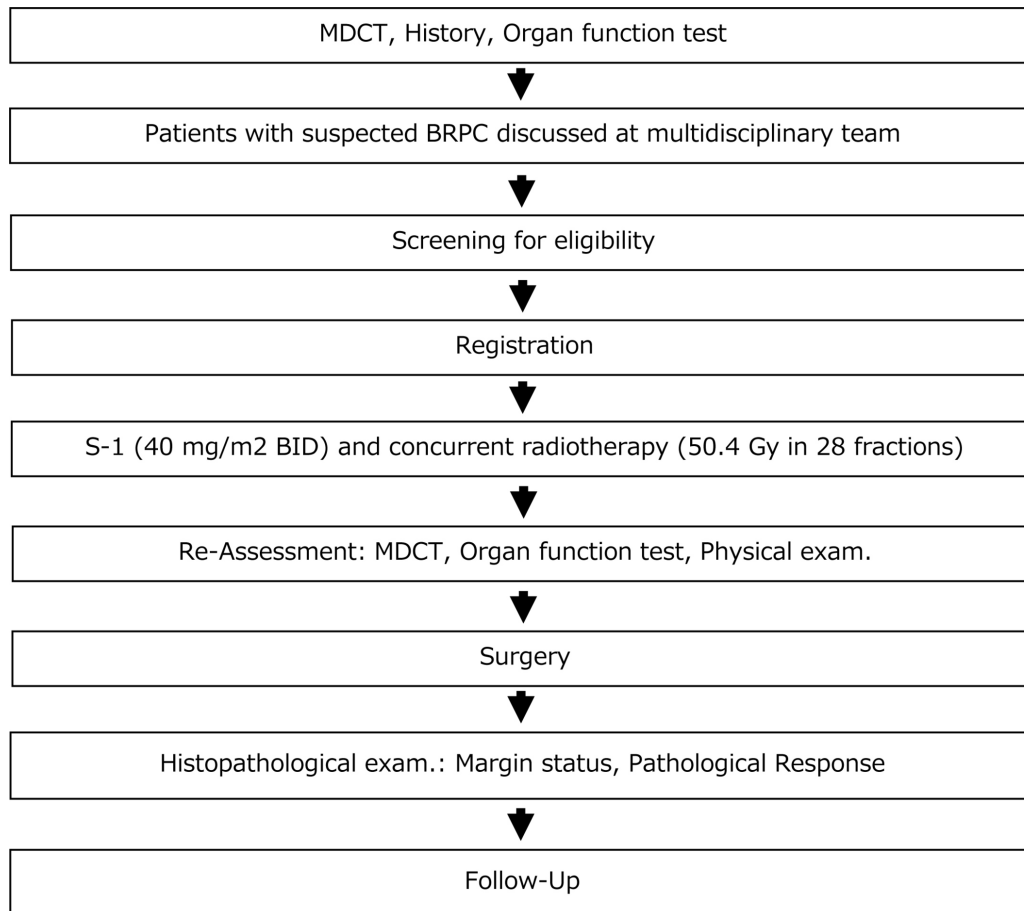 MDCT, History, Organ function test
Patients with suspected BRPC discussed at multidisciplinary team
Screening for eligibility
Registration
S-1 (40 mg/m2 BID) and concurrent radiotherapy (50.4 Gy in 28 fractions)
Re-Assessment: MDCT, Organ function test, Physical exam.
Surgery
Histopathological exam.: Margin status, Pathological Response
Follow-Up